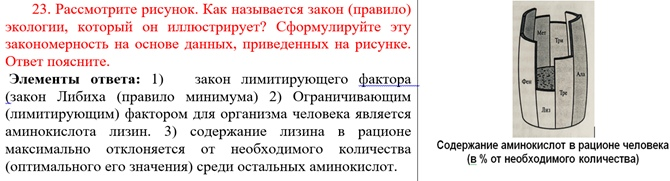 23. Рассмотрите рисунок. Как называется закон (правило)
экологии, который он иллюстрирует? Сформулируйте эту
закономерность на основе данных, приведенных на рисунке.
Ответ поясните.
Элементы ответа: 1) закон лимитирующего фактора
(закон Либиха (правило минимума) 2) Ограничивающим
(лимитирующим) фактором для организма человека является
аминокислота лизин. 3) содержание лизина в рационе
максимально отклоняется от необходимого количества
(оптимального его значения) среди остальных аминокислот.
Мет
Три
Фен
Ала
Тре
Лиз
Содержание аминокислот в рационе человека
(в % от необходимого количества)